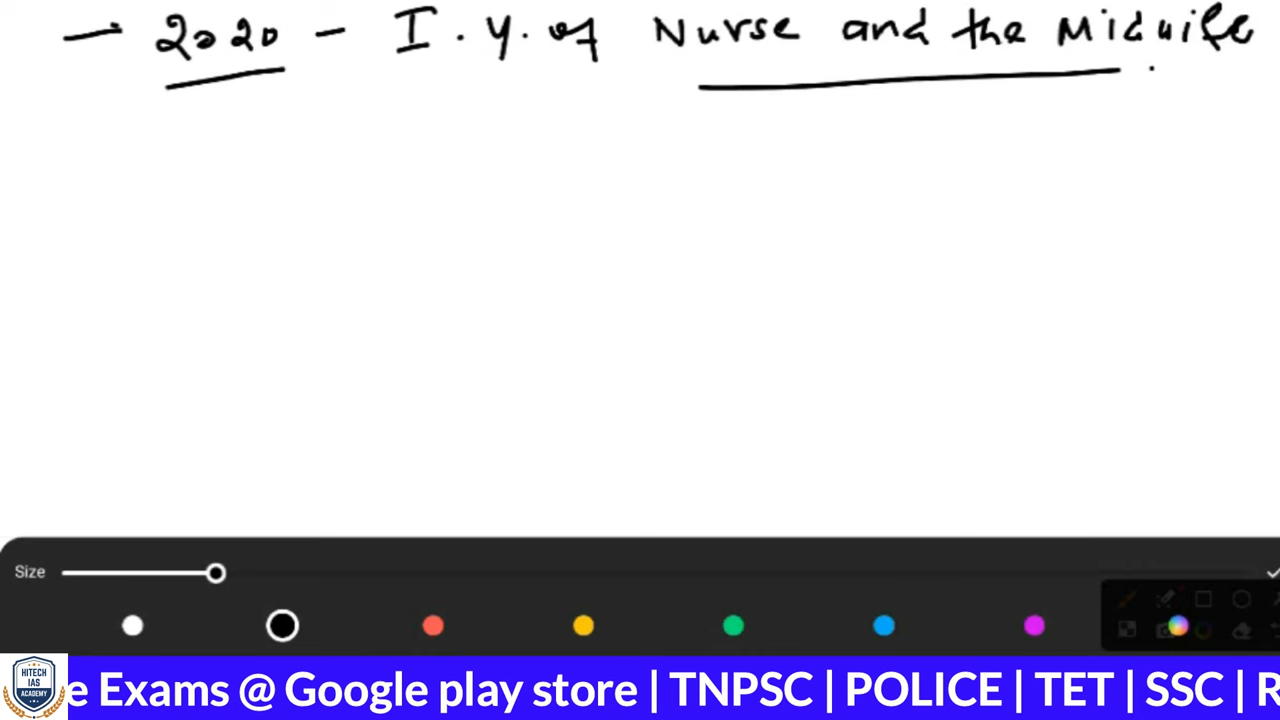 — 2020 - I.Y. of Nurse and the Midwife
Size
HITECH
IAS
ACADEMY
e Exams @ Google play store | TNPSC | POLICE | TET | SSC | R